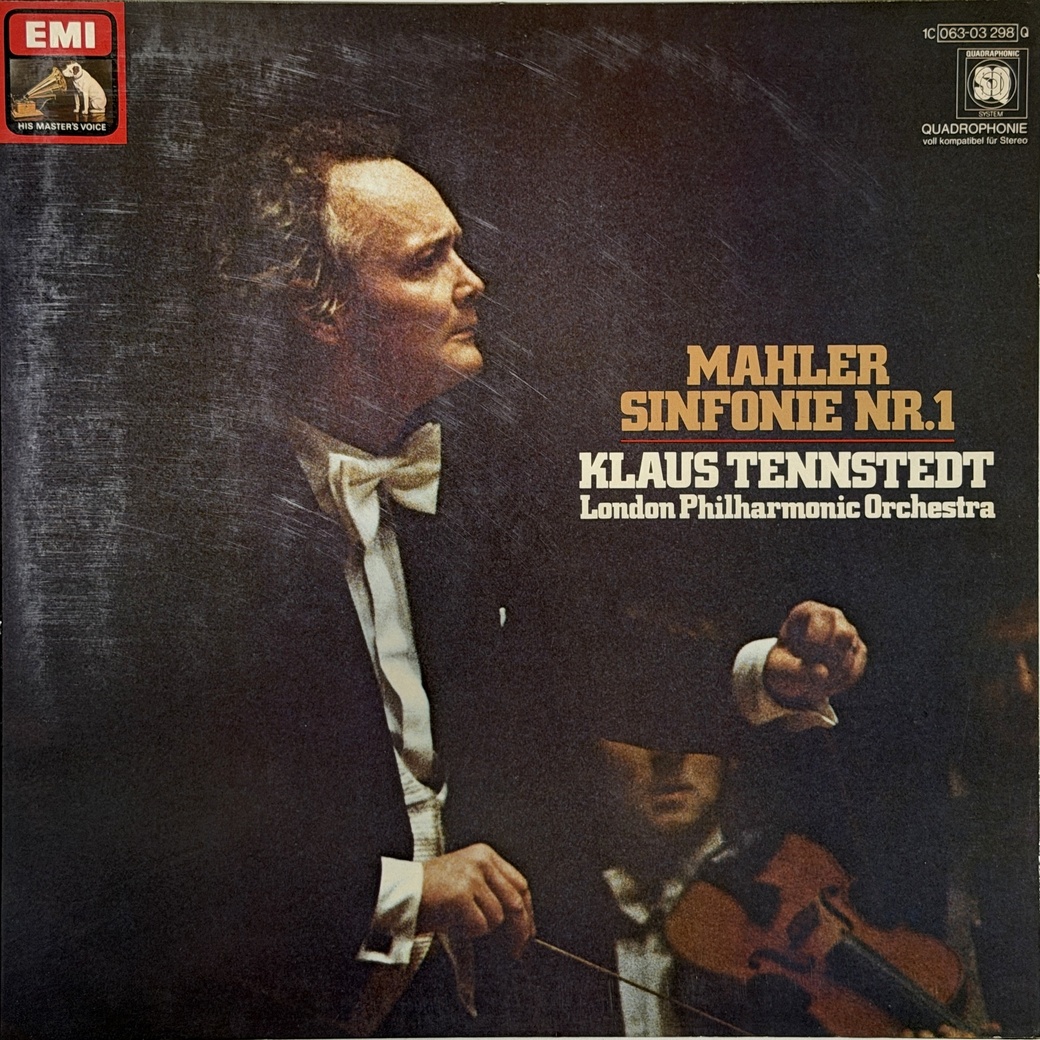 EMI
HIS MASTER'S VOICE
1C 063-03 298 Q
QUADRAPHONIC
SQ
SYSTEM
QUADROPHONIE
voll kompatibel für Stereo
MAHLER
SINFONIE NR.1
KLAUS TENNSTEDT
London Philharmonic Orchestra